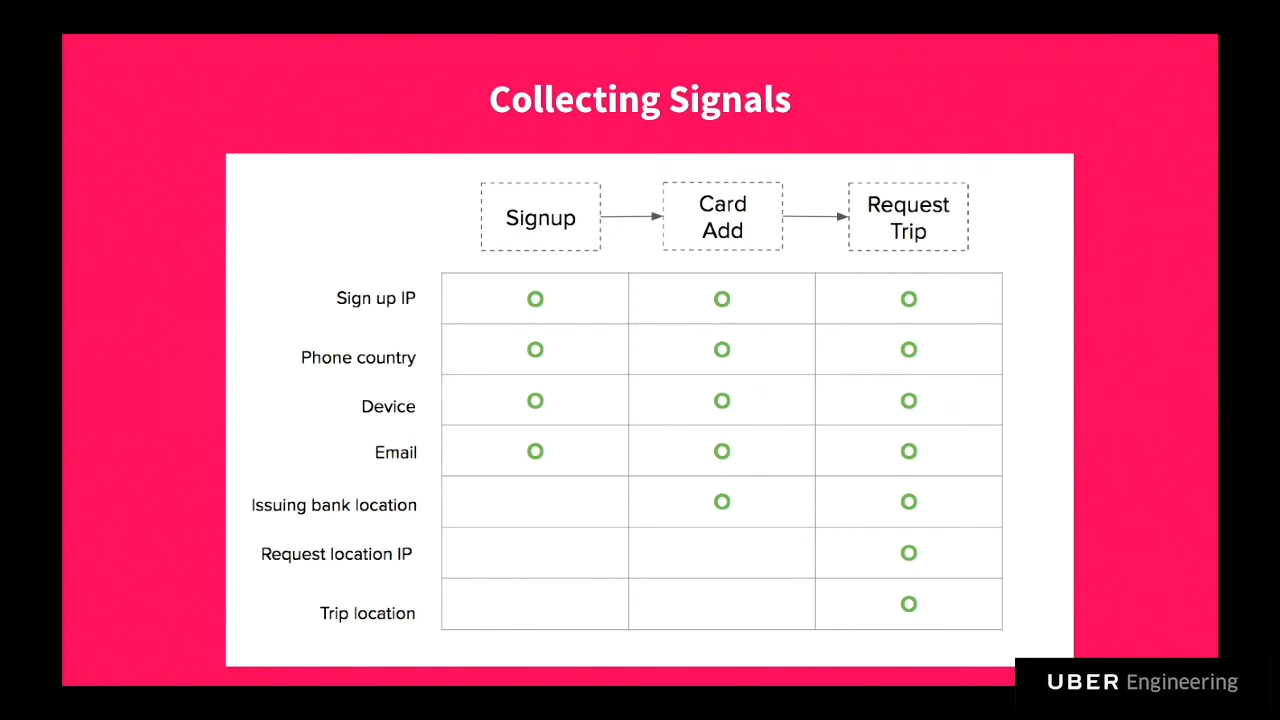 Collecting Signals
Signup
Card
Add
Request
Trip
Sign up IP
Phone country
Device
Email
Issuing bank location
Request location IP
Trip location
UBER Engineering